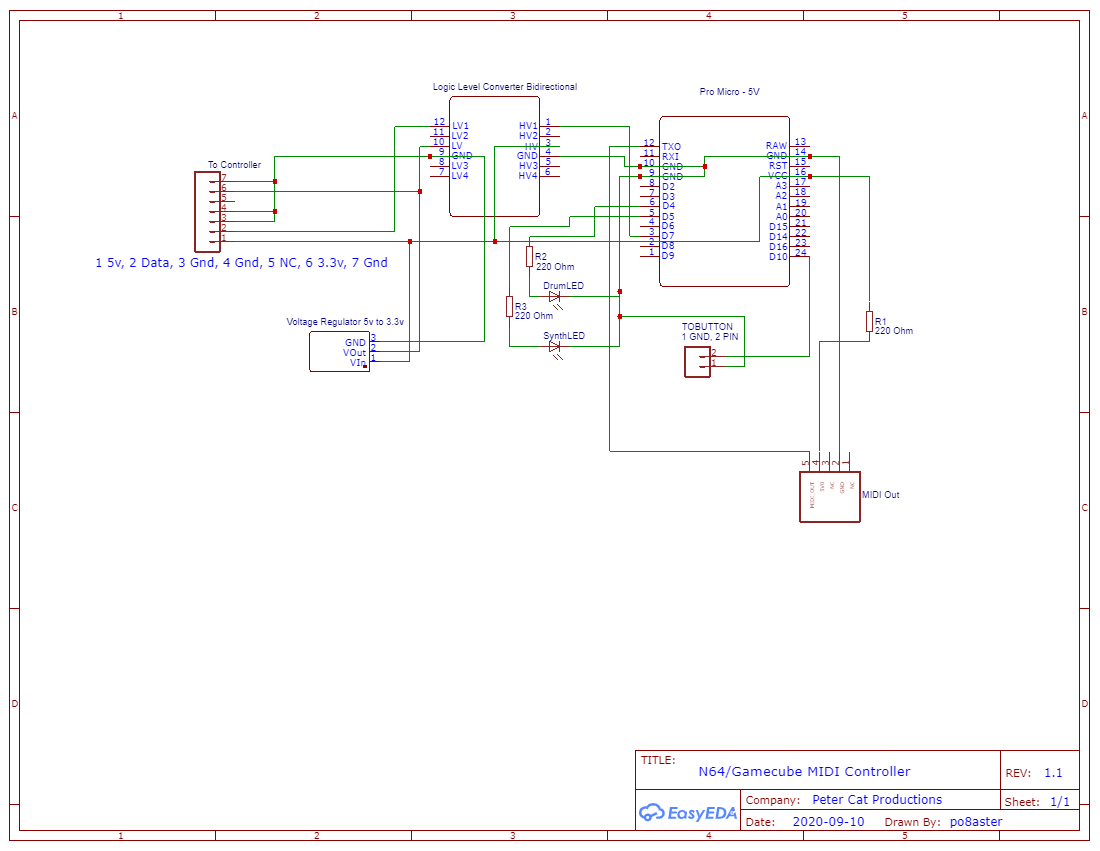 1 2 3 4 5
A A
B B
C C
D D
Logic Level Converter Bidirectional
12 LV1
11 LV2
10 LV
9 GND
8 LV3
7 LV4
HV1 1
HV2 2
HV 3
GND 4
HV3 5
HV4 6
Pro Micro - 5V
12 TXO
11 RXI
10 GND
9 GND
8 D2
7 D3
6 D4
5 D5
4 D6
3 D7
2 D8
1 D9
RAW 13
GND 14
RST 15
VCC 16
A3 17
A2 18
A1 19
A0 20
D15 21
D14 22
D16 23
D10 24
To Controller
7
6
5
4
3
2
1
1 5v, 2 Data, 3 Gnd, 4 Gnd, 5 NC, 6 3.3v, 7 Gnd
R2
220 Ohm
DrumLED
R3
220 Ohm
SynthLED
Voltage Regulator 5v to 3.3v
GND 3
VOut 2
VIn 1
TOBUTTON
1 GND, 2 PIN
2
1
R1
220 Ohm
5 4 3 2 1
MIDI OUT
5V0
NC
GND
NC
MIDI Out
TITLE:
N64/Gamecube MIDI Controller
REV: 1.1
EasyEDA
Company: Peter Cat Productions
Sheet: 1/1
Date: 2020-09-10 Drawn By: po8aster
1 2 3 4 5